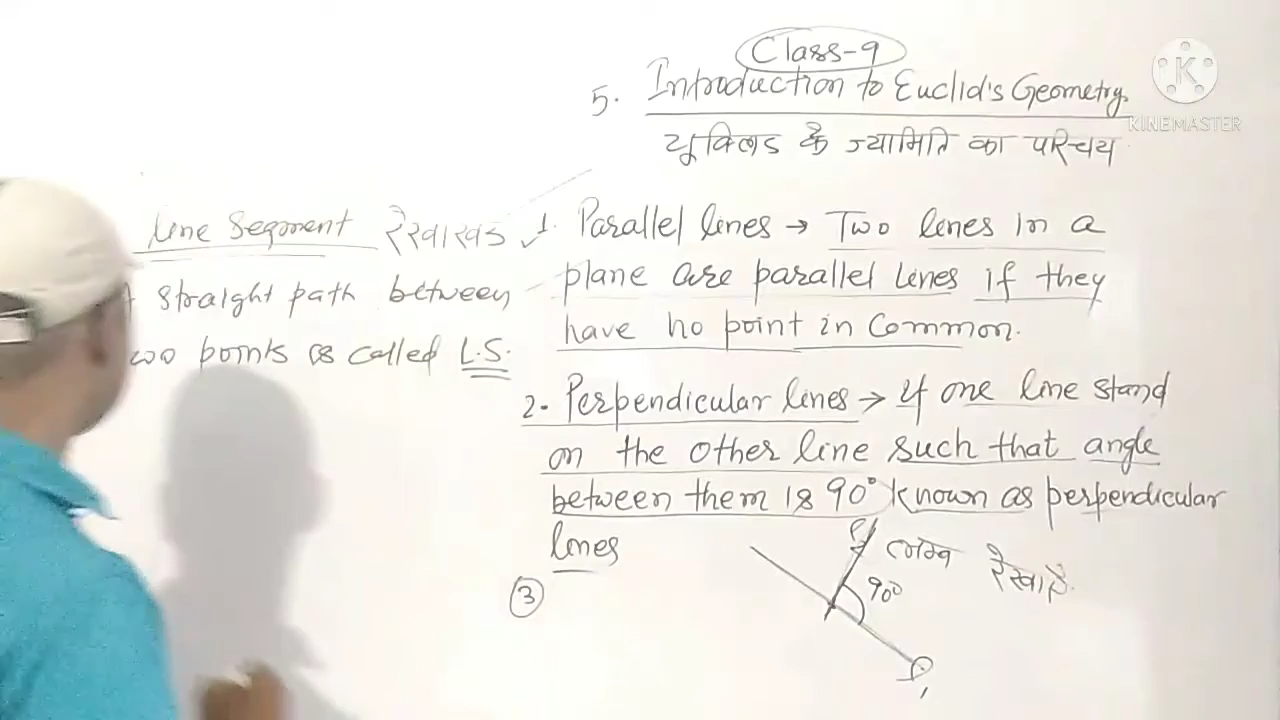 Class-9
5. Introduction to Euclid's Geometry.
यूक्लिड के ज्यामिति का परिचय
K
KINEMASTER
Line Segment रेखाखंड
straight path between
two points is called L.S.
1. Parallel lines → Two lines in a
plane are parallel lines if they
have no point in common.
2- Perpendicular lines → If one line stand
on the other line such that angle
between them is 90° known as perpendicular
lines
लम्ब रेखाहै
90°
3